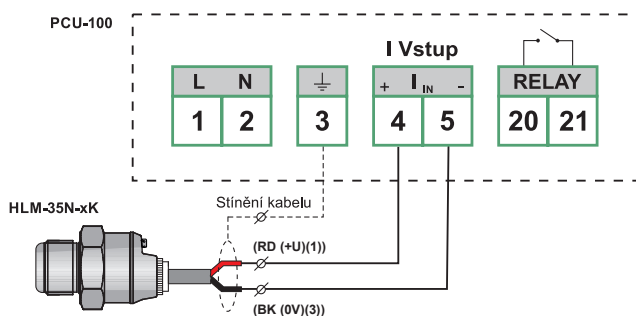 PCU-100
I Vstup
L N
+ I IN -
RELAY
1 2 3 4 5 20 21
Stínění kabelu
HLM-35N-xK
(RD (+U)(1))
(BK (0V)(3))